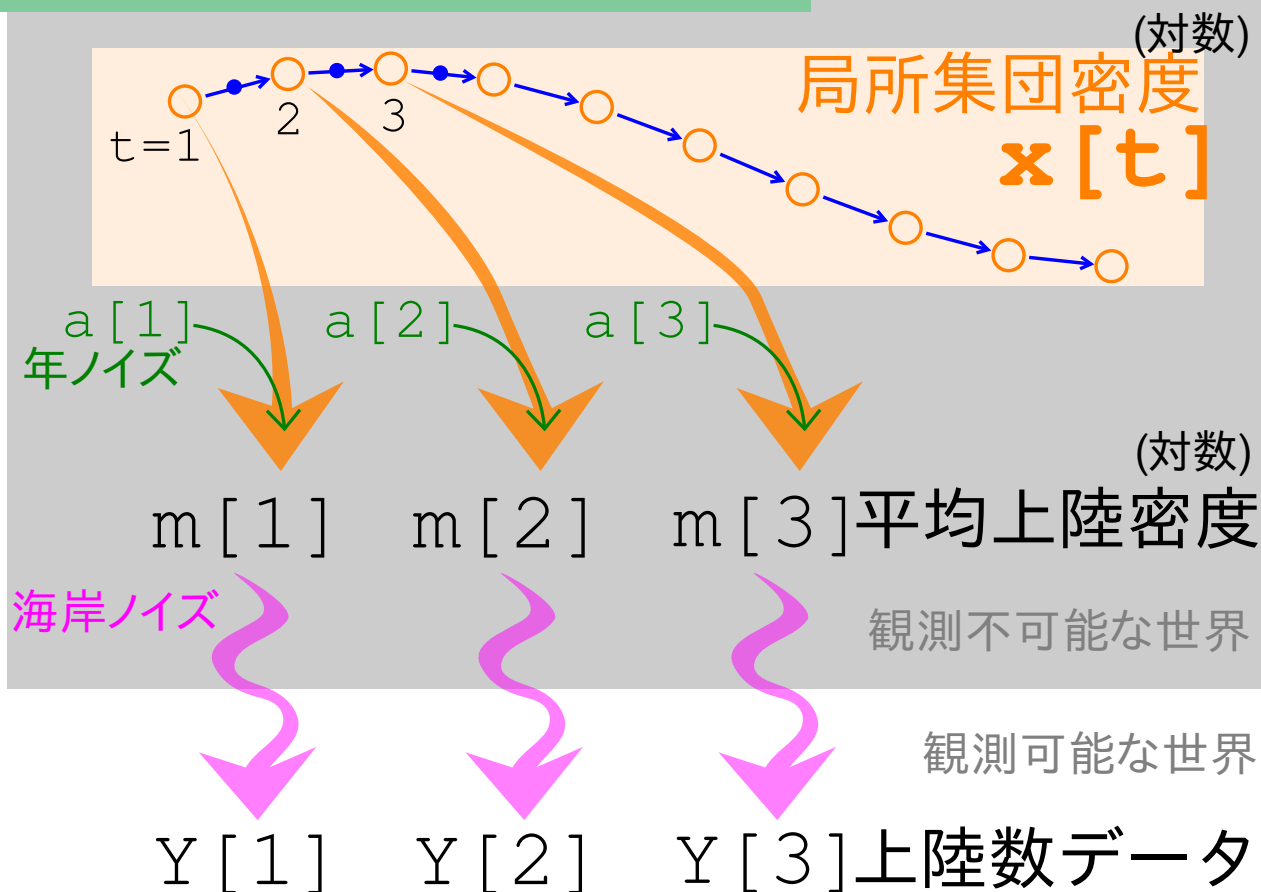 (対数)
局所集団密度
x[t]
t=1
2
3
a[1]
a[2]
a[3]
年ノイズ
(対数)
m[1]
m[2]
m[3]平均上陸密度
海岸ノイズ
観測不可能な世界
観測可能な世界
Y[1]
Y[2]
Y[3]上陸数データ